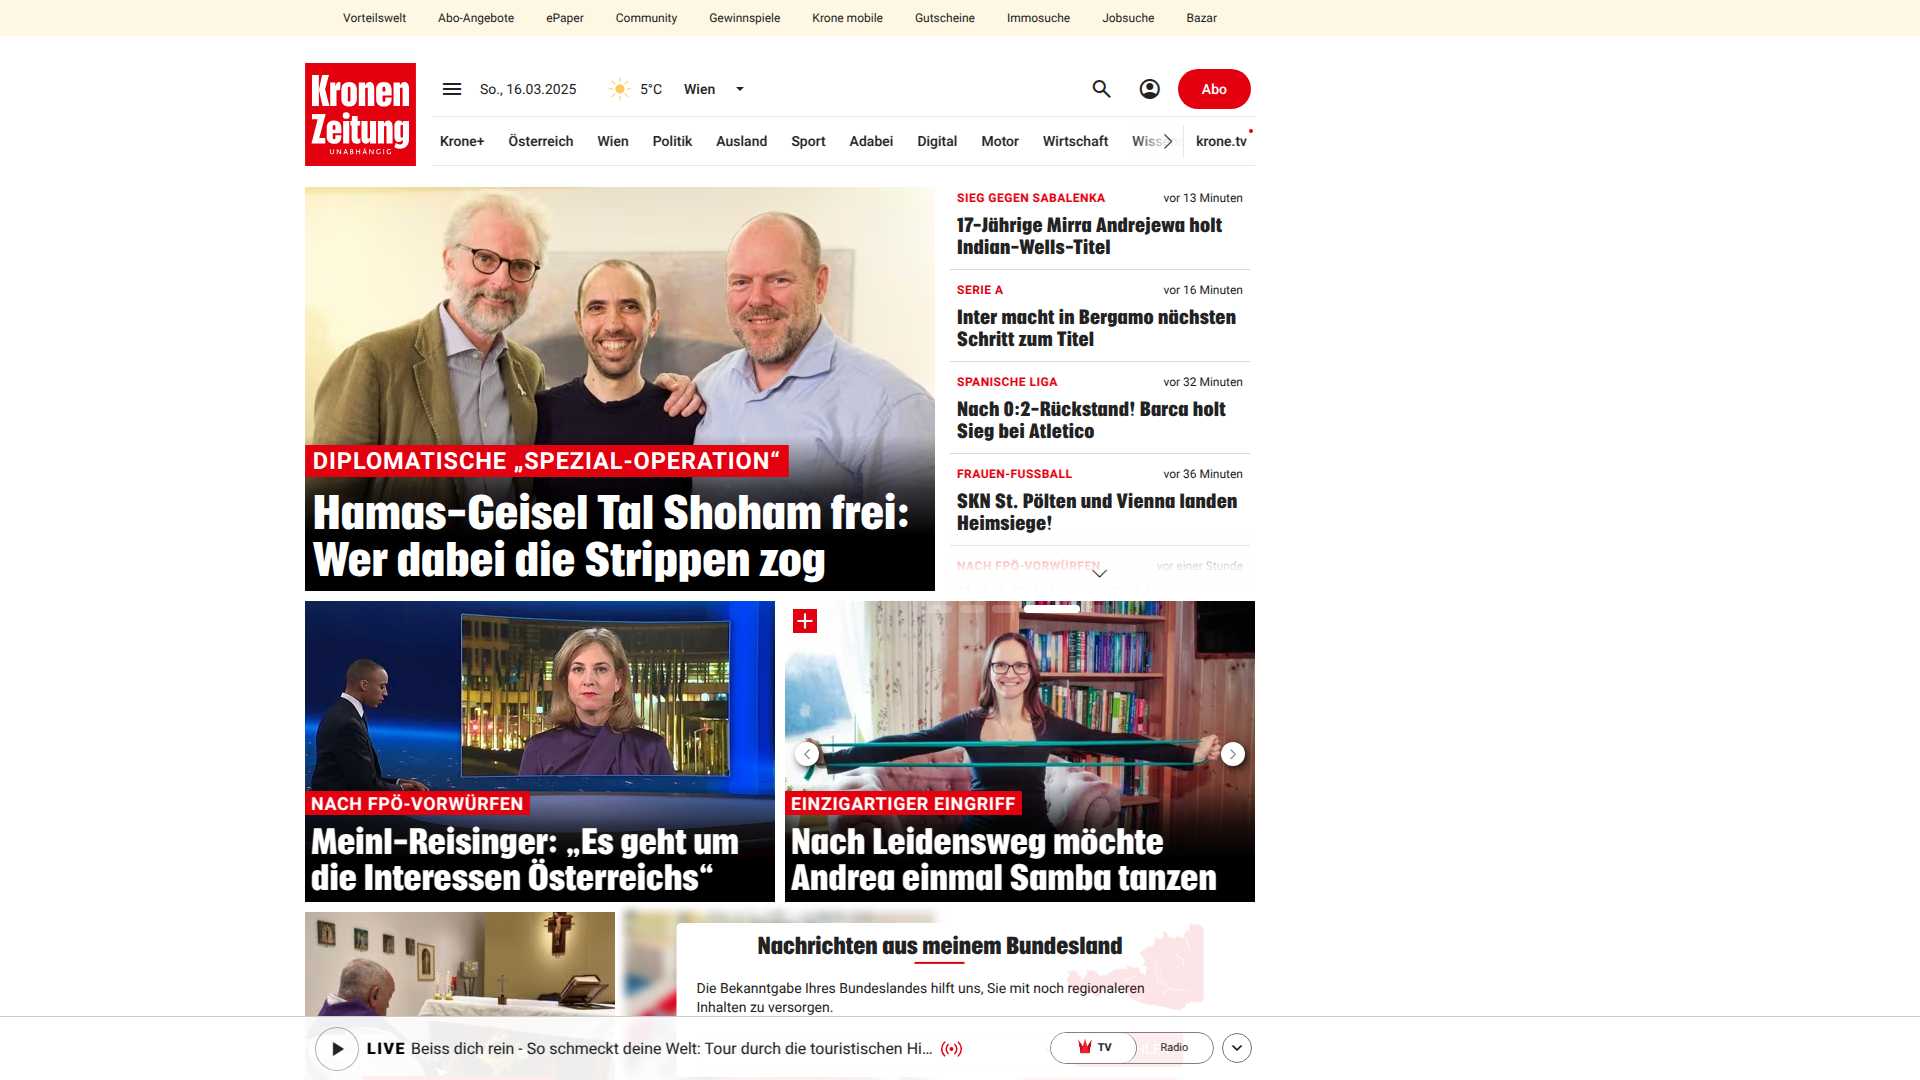 Vorteilswelt Abo-Angebote ePaper Community Gewinnspiele Krone mobile Gutscheine Immosuche Jobsuche Bazar
Kronen
Zeitung
UNABHÄNGIG
So., 16.03.2025 5°C Wien
Abo
Krone+ Österreich Wien Politik Ausland Sport Adabei Digital Motor Wirtschaft krone.tv
DIPLOMATISCHE „SPEZIAL-OPERATION“
Hamas-Geisel Tal Shoham frei:
Wer dabei die Strippen zog
SIEG GEGEN SABALENKA vor 13 Minuten
17-Jährige Mirra Andrejewa holt
Indian-Wells-Titel
SERIE A vor 16 Minuten
Inter macht in Bergamo nächsten
Schritt zum Titel
SPANISCHE LIGA vor 32 Minuten
Nach 0:2-Rückstand! Barca holt
Sieg bei Atletico
FRAUEN-FUSSBALL vor 36 Minuten
SKN St. Pölten und Vienna landen
Heimsiege!
NACH FPÖ-VORWÜRFEN vor einer Stunde
NACH FPÖ-VORWÜRFEN
Meinl-Reisinger: „Es geht um
die Interessen Österreichs“
EINZIGARTIGER EINGRIFF
Nach Leidensweg möchte
Andrea einmal Samba tanzen
Nachrichten aus meinem Bundesland
Die Bekanntgabe Ihres Bundeslandes hilft uns, Sie mit noch regionaleren
Inhalten zu versorgen.
LIVE Beiss dich rein - So schmeckt deine Welt: Tour durch die touristischen Hi...
TV Radio